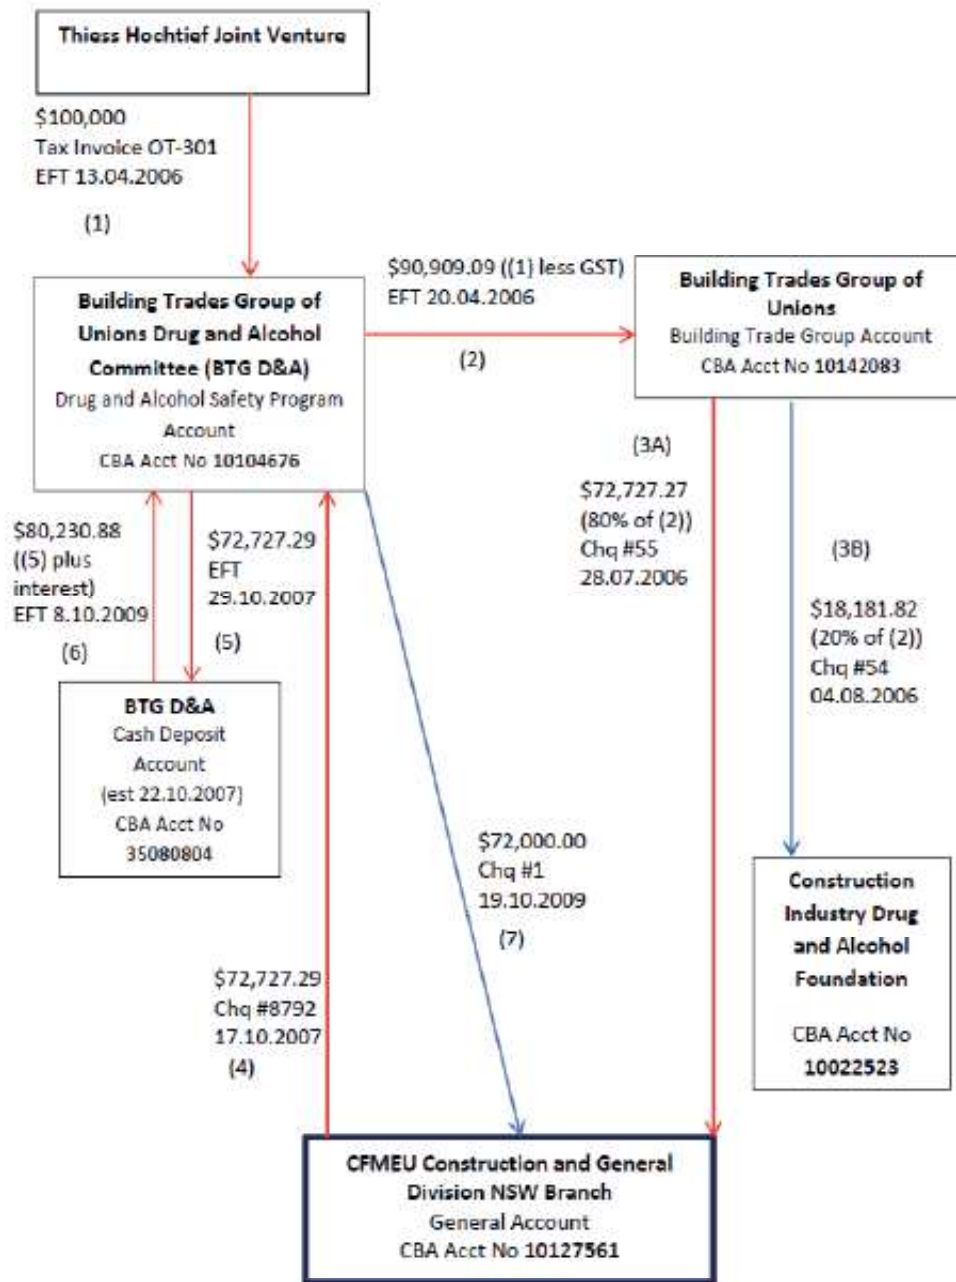 Thiess Hochtief Joint Venture
$100,000
Tax Invoice OT-301
EFT 13.04.2006
(1)
Building Trades Group of
Unions Drug and Alcohol
Committee (BTG D&A)
Drug and Alcohol Safety Program
Account
CBA Acct No 10104676
$90,909.09 ((1) less GST)
EFT 20.04.2006
(2)
Building Trades Group of
Unions
Building Trade Group Account
CBA Acct No 10142083
(3A)
$72,727.27
(80% of (2))
Chq #55
28.07.2006
(3B)
$18,181.82
(20% of (2))
Chq #54
04.08.2006
$80,230.88
((5) plus
interest)
EFT 8.10.2009
(6)
$72,727.29
EFT
29.10.2007
(5)
BTG D&A
Cash Deposit
Account
(est 22.10.2007)
CBA Acct No
35080804
$72,000.00
Chq #1
19.10.2009
(7)
Construction
Industry Drug
and Alcohol
Foundation
CBA Acct No
10022523
$72,727.29
Chq #8792
17.10.2007
(4)
CFMEU Construction and General
Division NSW Branch
General Account
CBA Acct No 10127561